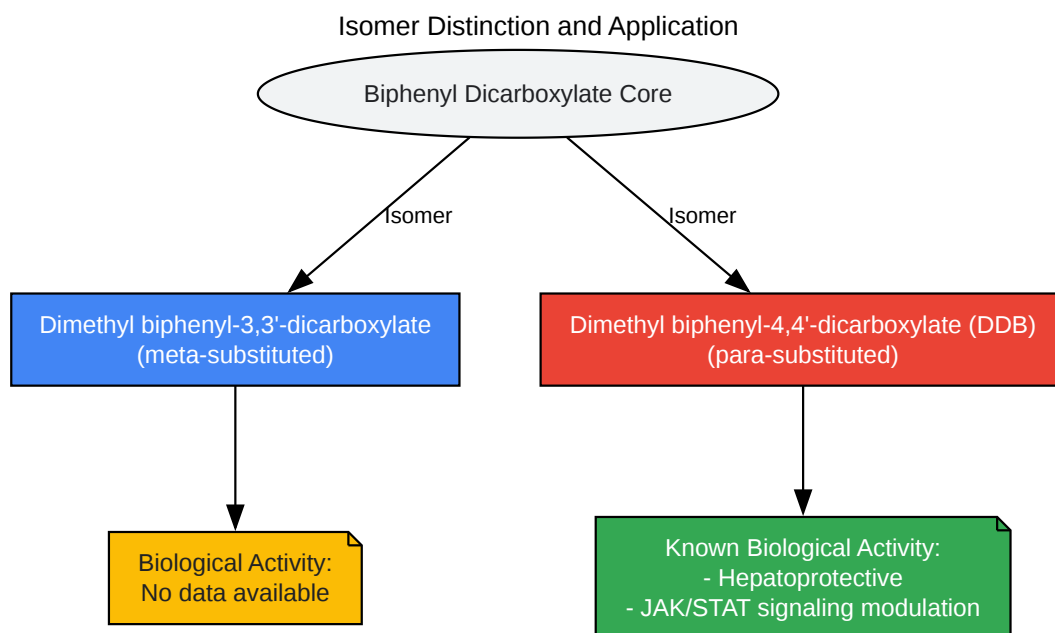 Isomer Distinction and Application
Biphenyl Dicarboxylate Core
Isomer
Isomer
Dimethyl biphenyl-3,3'-dicarboxylate
(meta-substituted)
Dimethyl biphenyl-4,4'-dicarboxylate (DDB)
(para-substituted)
Biological Activity:
No data available
Known Biological Activity:
- Hepatoprotective
- JAK/STAT signaling modulation